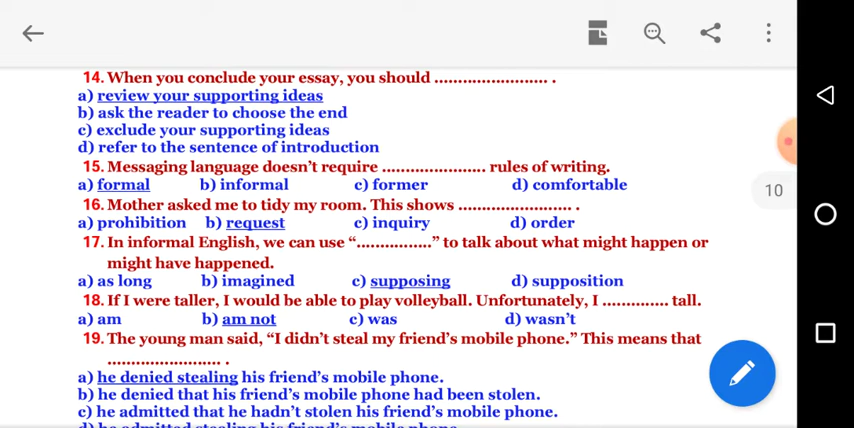 14. When you conclude your essay, you should ........................ .
a) review your supporting ideas
b) ask the reader to choose the end
c) exclude your supporting ideas
d) refer to the sentence of introduction
15. Messaging language doesn't require ...................... rules of writing.
a) formal b) informal c) former d) comfortable
16. Mother asked me to tidy my room. This shows ........................ .
a) prohibition b) request c) inquiry d) order
17. In informal English, we can use "................" to talk about what might happen or
might have happened.
a) as long b) imagined c) supposing d) supposition
18. If I were taller, I would be able to play volleyball. Unfortunately, I .............. tall.
a) am b) am not c) was d) wasn't
19. The young man said, "I didn't steal my friend's mobile phone." This means that
........................ .
a) he denied stealing his friend's mobile phone.
b) he denied that his friend's mobile phone had been stolen.
c) he admitted that he hadn't stolen his friend's mobile phone.
d) he admitted stealing his friend's mobile phone.
10